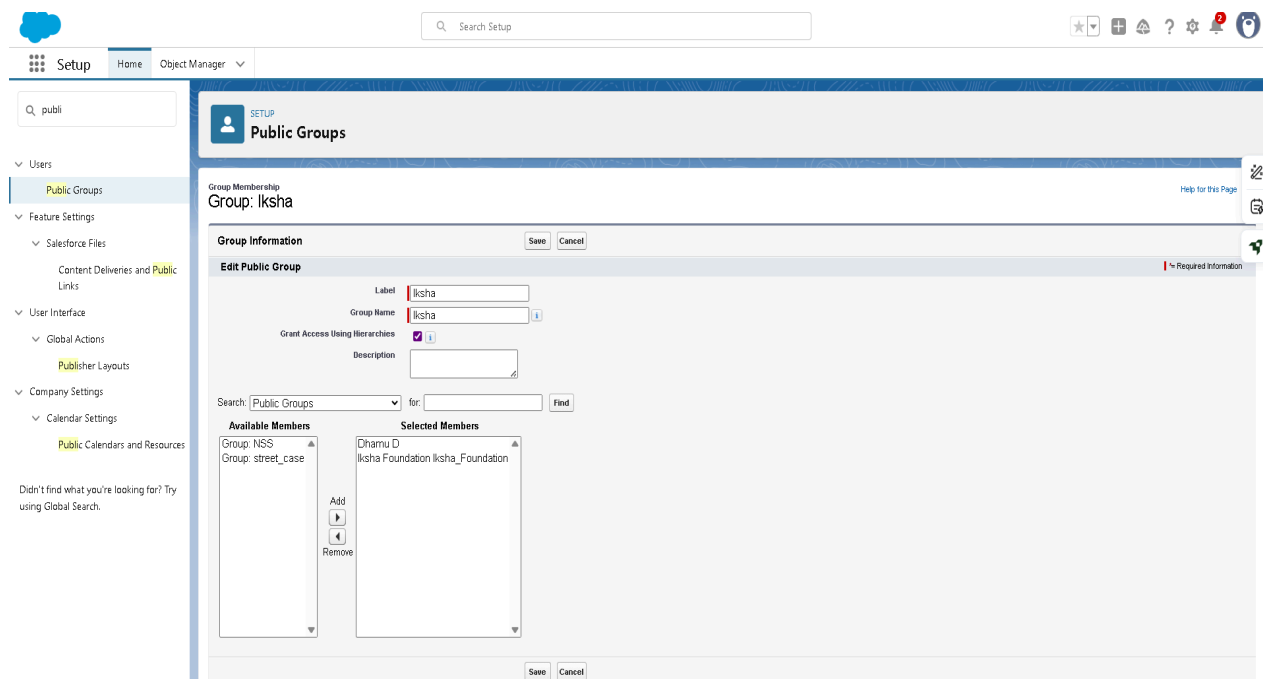 Search Setup
2
Setup
Home
Object Manager
publi
Users
Public Groups
Feature Settings
Salesforce Files
Content Deliveries and Public
Links
User Interface
Global Actions
Publisher Layouts
Company Settings
Calendar Settings
Public Calendars and Resources
Didn't find what you're looking for? Try
using Global Search.
SETUP
Public Groups
Group Membership
Group: Iksha
Help for this Page
Group Information
Save
Cancel
Edit Public Group
= Required Information
Label
Iksha
Group Name
Iksha
i
Grant Access Using Hierarchies
i
Description
Search:
Public Groups
for:
Find
Available Members
Selected Members
Group: NSS
Group: street_case
Dhamu D
Iksha Foundation Iksha_Foundation
Add
Remove
Save
Cancel